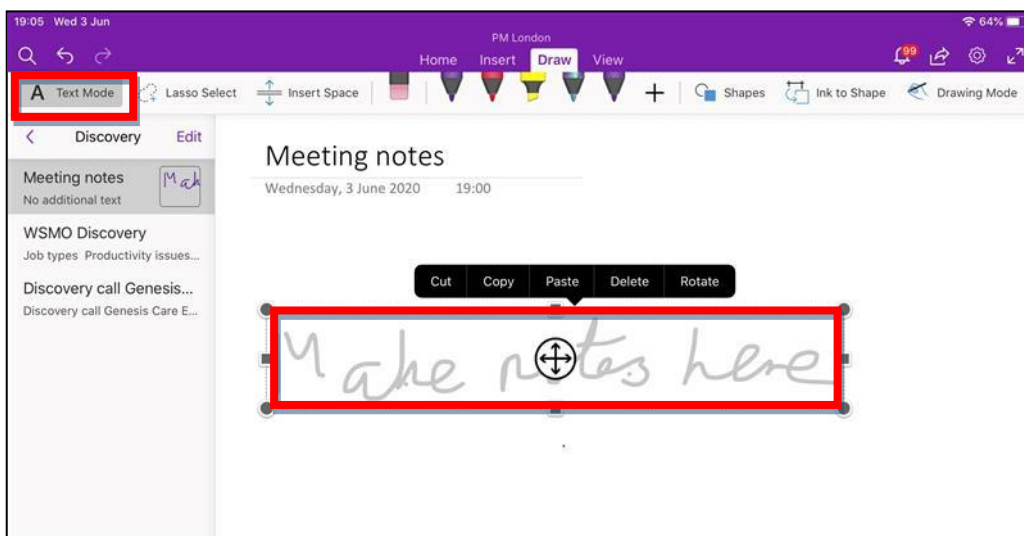 19:05 Wed 3 Jun 64%
PM London
Home Insert Draw View 99
A Text Mode Lasso Select Insert Space Shapes Ink to Shape Drawing Mode
Discovery Edit
Meeting notes Mak
No additional text
WSMO Discovery
Job types Productivity issues...
Discovery call Genesis...
Discovery call Genesis Care E...
Meeting notes
Wednesday, 3 June 2020 19:00
Cut Copy Paste Delete Rotate
Make notes here